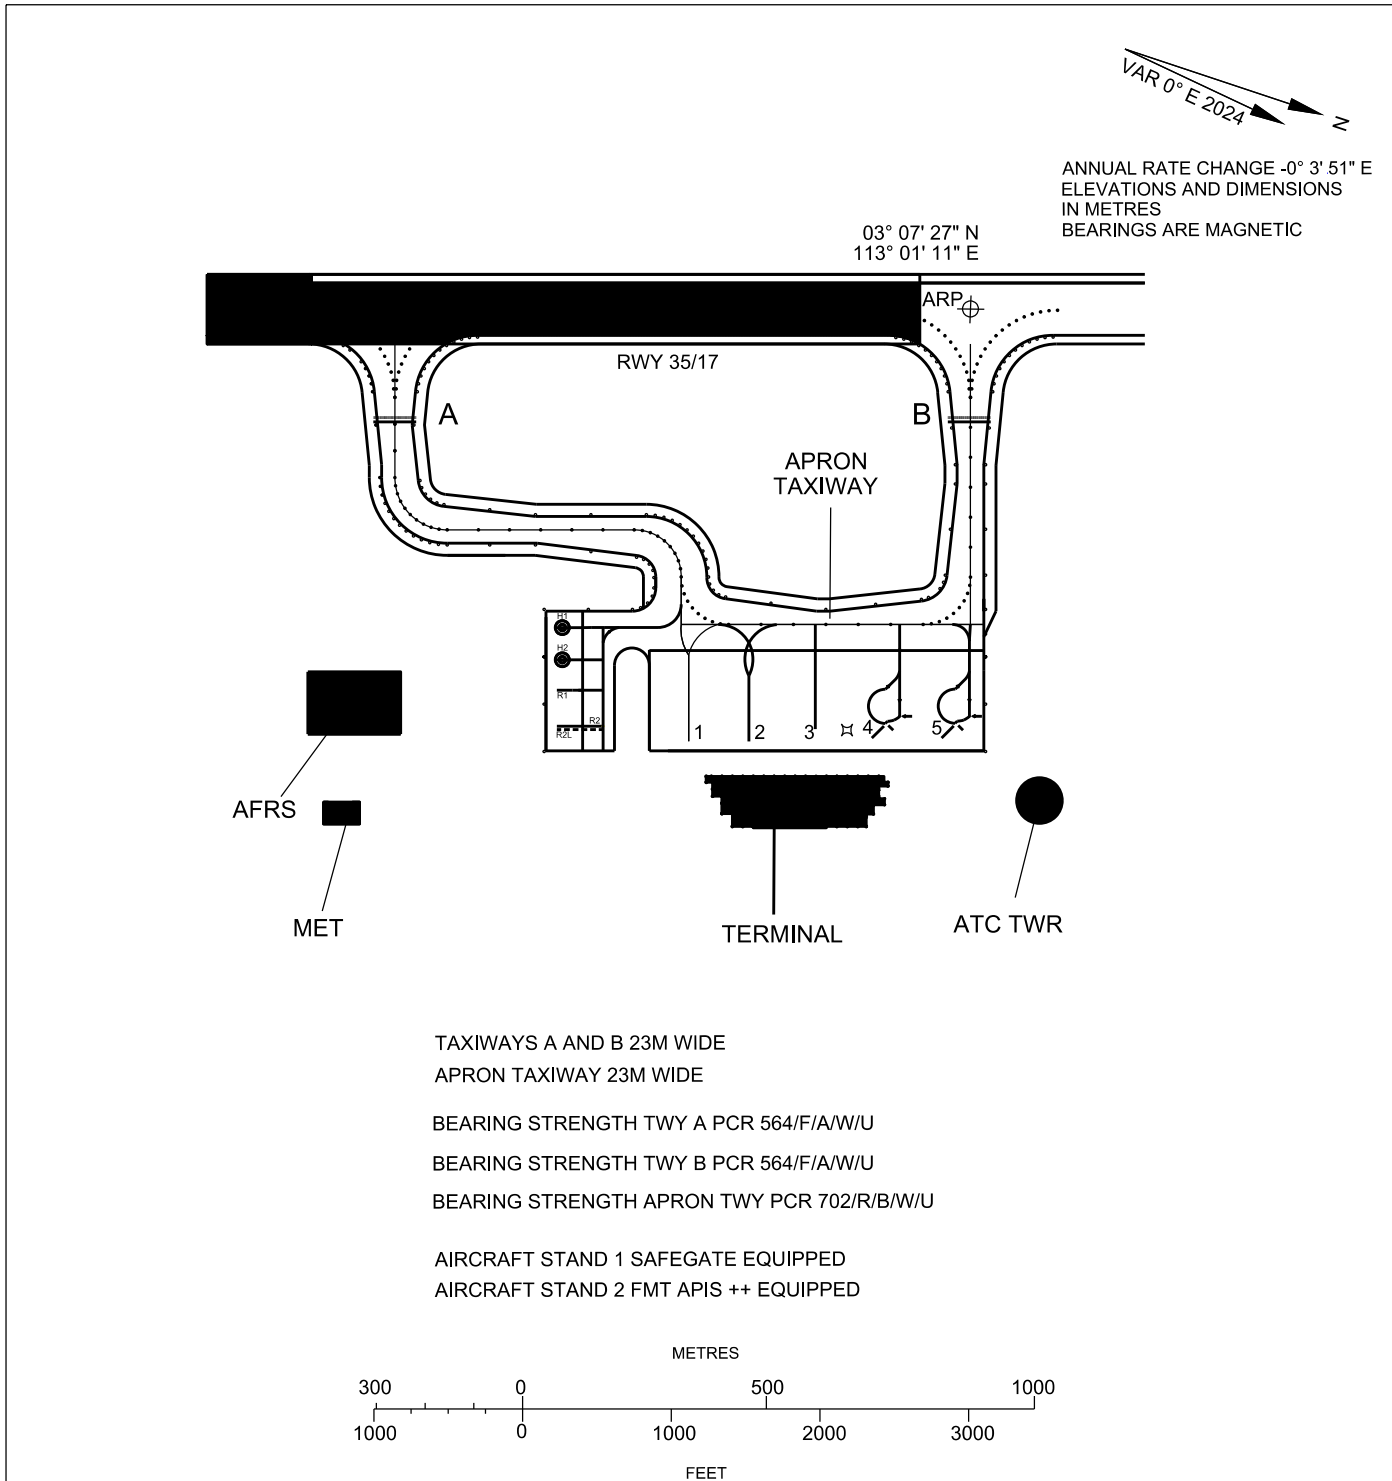 VAR 0° E 2024
N
ANNUAL RATE CHANGE -0° 3' 51" E
ELEVATIONS AND DIMENSIONS
IN METRES
BEARINGS ARE MAGNETIC
03° 07' 27" N
113° 01' 11" E
ARP
RWY 35/17
A
B
APRON
TAXIWAY
H1
H2
R1
R2
R2L
1
2
3
4
5
AFRS
MET
TERMINAL
ATC TWR
TAXIWAYS A AND B 23M WIDE
APRON TAXIWAY 23M WIDE
BEARING STRENGTH TWY A PCR 564/F/A/W/U
BEARING STRENGTH TWY B PCR 564/F/A/W/U
BEARING STRENGTH APRON TWY PCR 702/R/B/W/U
AIRCRAFT STAND 1 SAFEGATE EQUIPPED
AIRCRAFT STAND 2 FMT APIS ++ EQUIPPED
METRES
300 0 500 1000
1000 0 1000 2000 3000
FEET